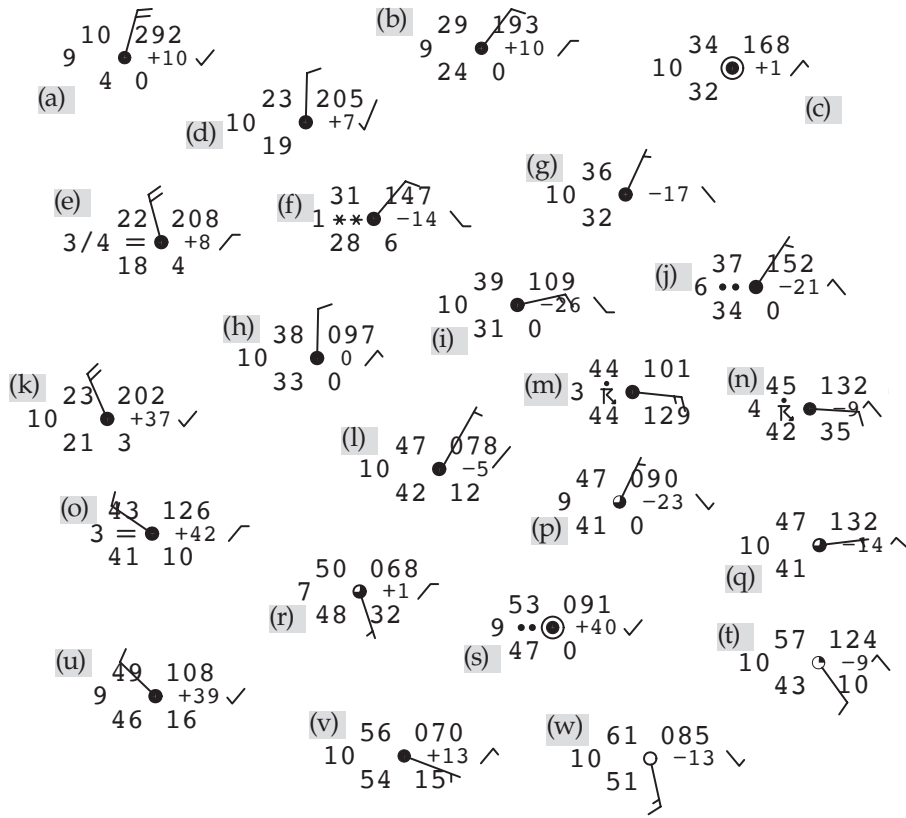 (a) 10 292
9 +10
4 0
(b) 29 193
9 +10
24 0
(c) 34 168
10 +1
32
(d) 23 205
10 +7
19
(e) 22 208
3/4 = +8
18 4
(f) 31 147
1 ** -14
28 6
(g) 36
10 -17
32
(h) 38 097
10 0
33 0
(i) 39 109
10 -26
31 0
(j) 37 152
6 •• -21
34 0
(k) 23 202
10 +37
21 3
(l) 47 078
10 -5
42 12
(m) 44 101
3
44 129
(n) 45 132
4 -9
42 35
(o) 43 126
3 = +42
41 10
(p) 47 090
9 -23
41 0
(q) 47 132
10 -14
41
(r) 50 068
7 +1
48 32
(s) 53 091
9 •• +40
47 0
(t) 57 124
10 -9
43 10
(u) 49 108
9 +39
46 16
(v) 56 070
10 +13
54 15
(w) 61 085
10 -13
51